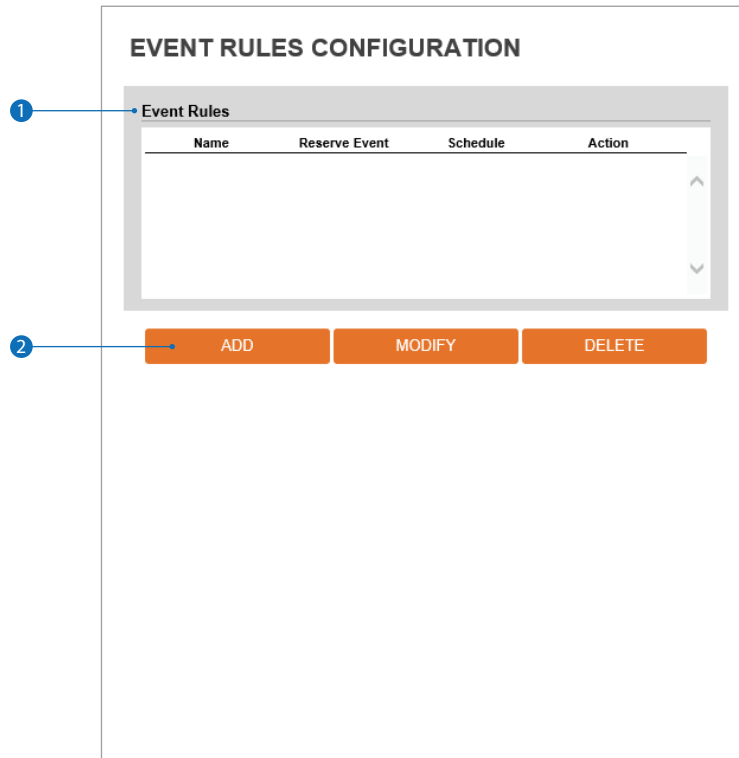 EVENT RULES CONFIGURATION
1
Event Rules
Name Reserve Event Schedule Action
2
ADD MODIFY DELETE